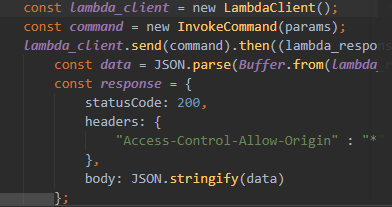 const lambda_client = new LambdaClient();
const command = new InvokeCommand(params);
lambda_client.send(command).then((lambda_respon
const data = JSON.parse(Buffer.from(lambda_r
const response = {
statusCode: 200,
headers: {
"Access-Control-Allow-Origin" : "*
},
body: JSON.stringify(data)
};